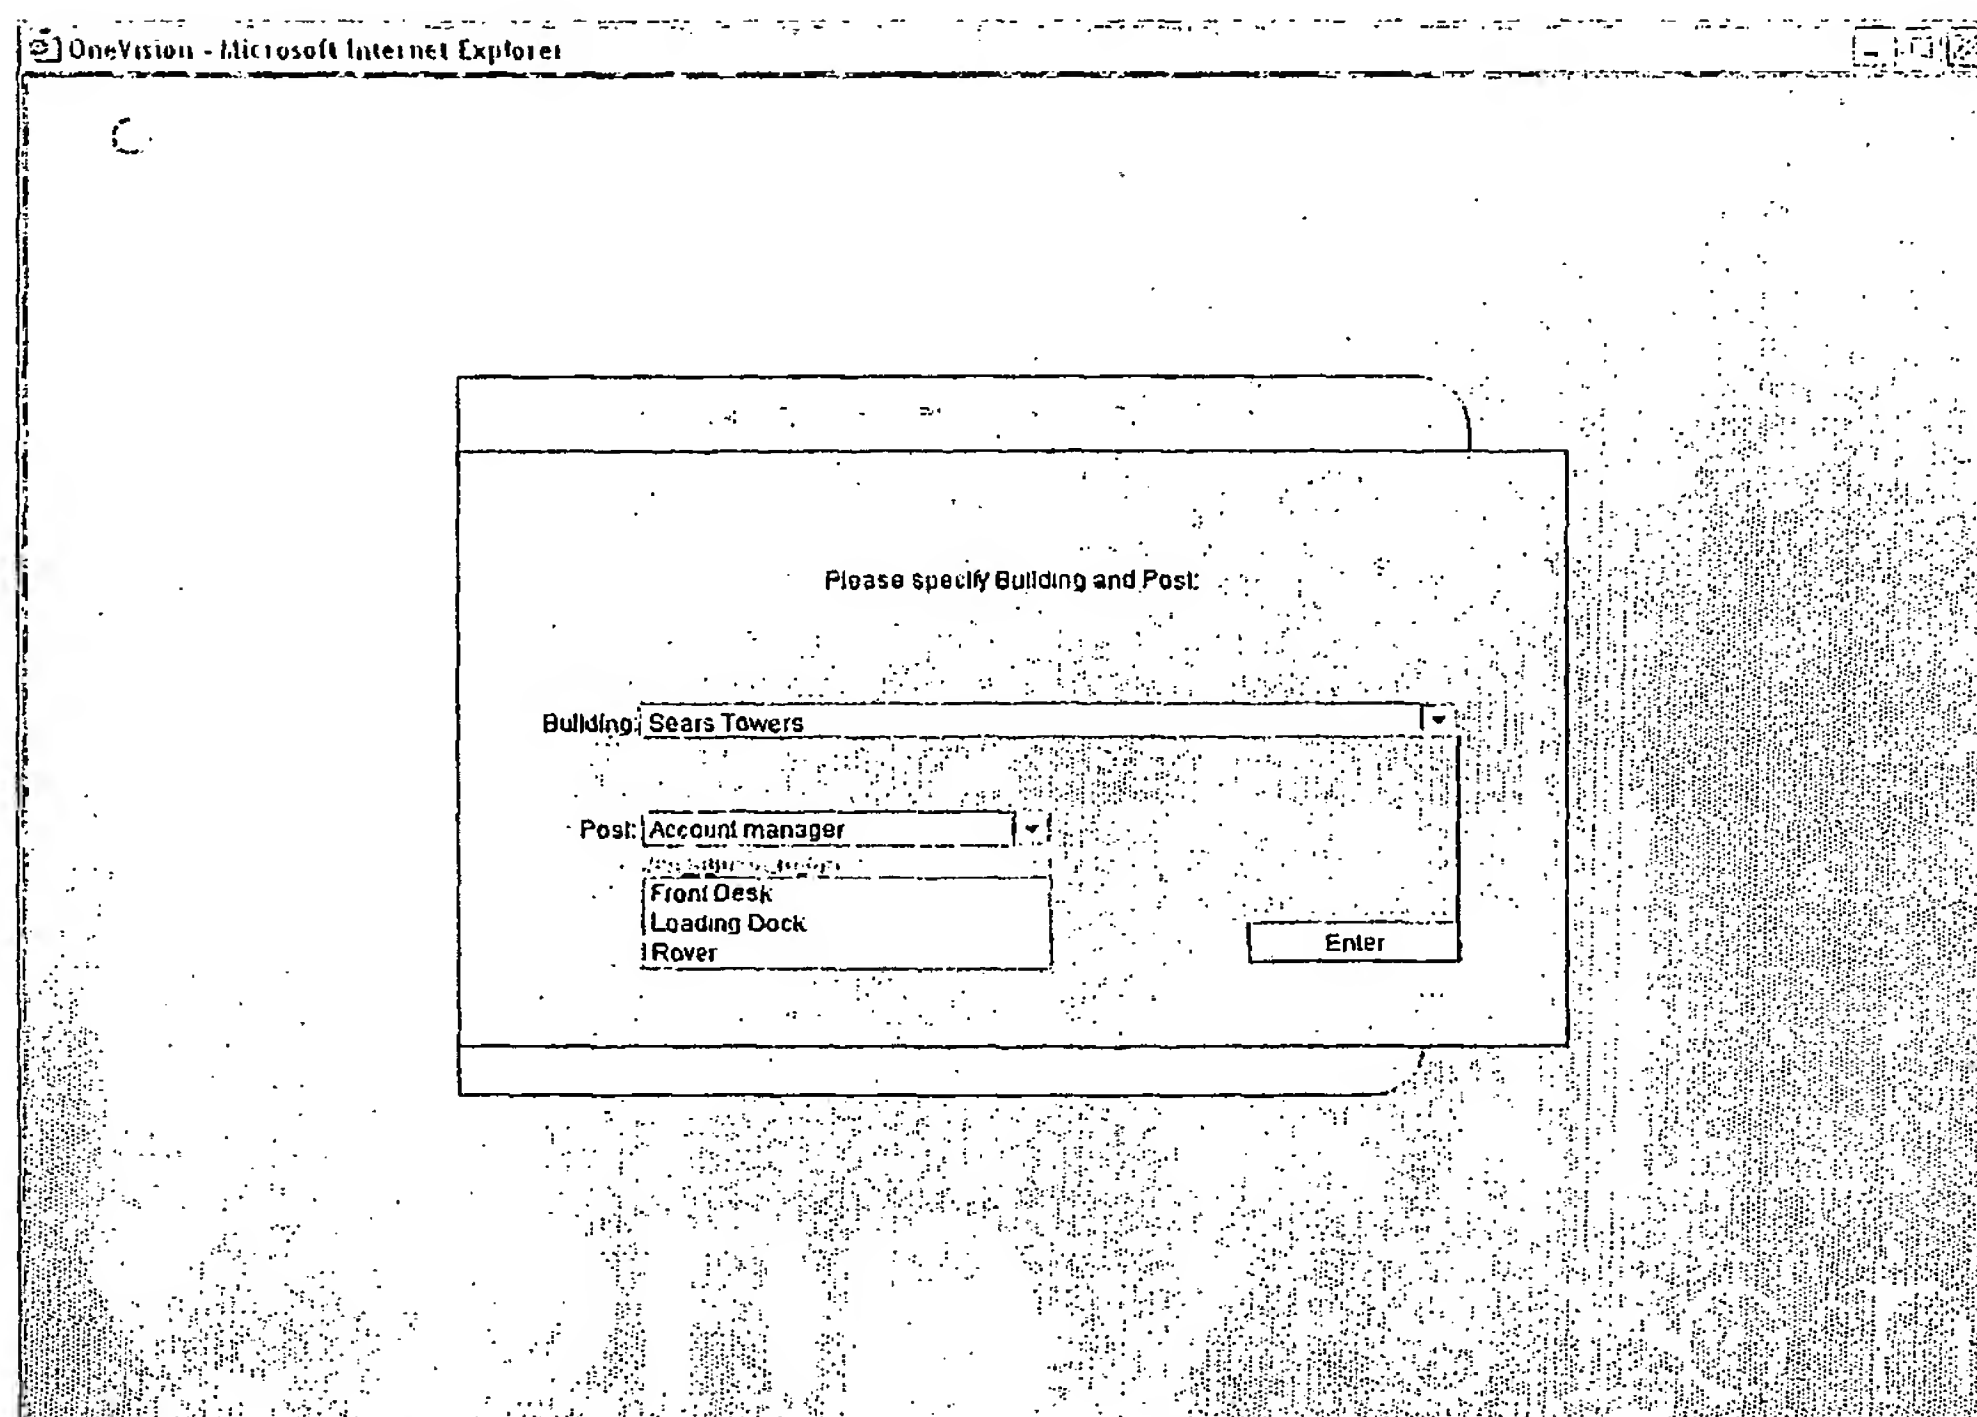 OneVision - Microsoft Internet Explorer
Please specify Building and Post:
Building: Sears Towers
Post: Account manager
Front Desk
Loading Dock
Rover
Enter